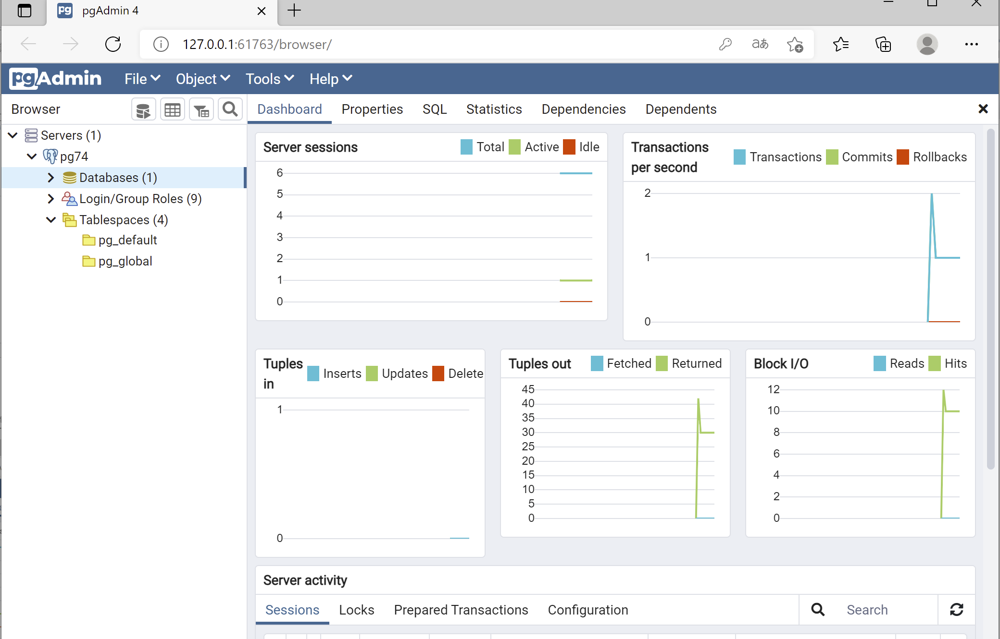 pgAdmin 4
127.0.0.1:61763/browser/
aあ
pgAdmin File Object Tools Help
Browser
Dashboard Properties SQL Statistics Dependencies Dependents
Servers (1)
pg74
Databases (1)
Login/Group Roles (9)
Tablespaces (4)
pg_default
pg_global
Server sessions Total Active Idle
6
5
4
3
2
1
0
Transactions
per second
Transactions Commits Rollbacks
2
1
0
Tuples
in
Inserts Updates Delete
1
0
Tuples out Fetched Returned
45
40
35
30
25
20
15
10
5
0
Block I/O Reads Hits
12
10
8
6
4
2
0
Server activity
Sessions Locks Prepared Transactions Configuration Search